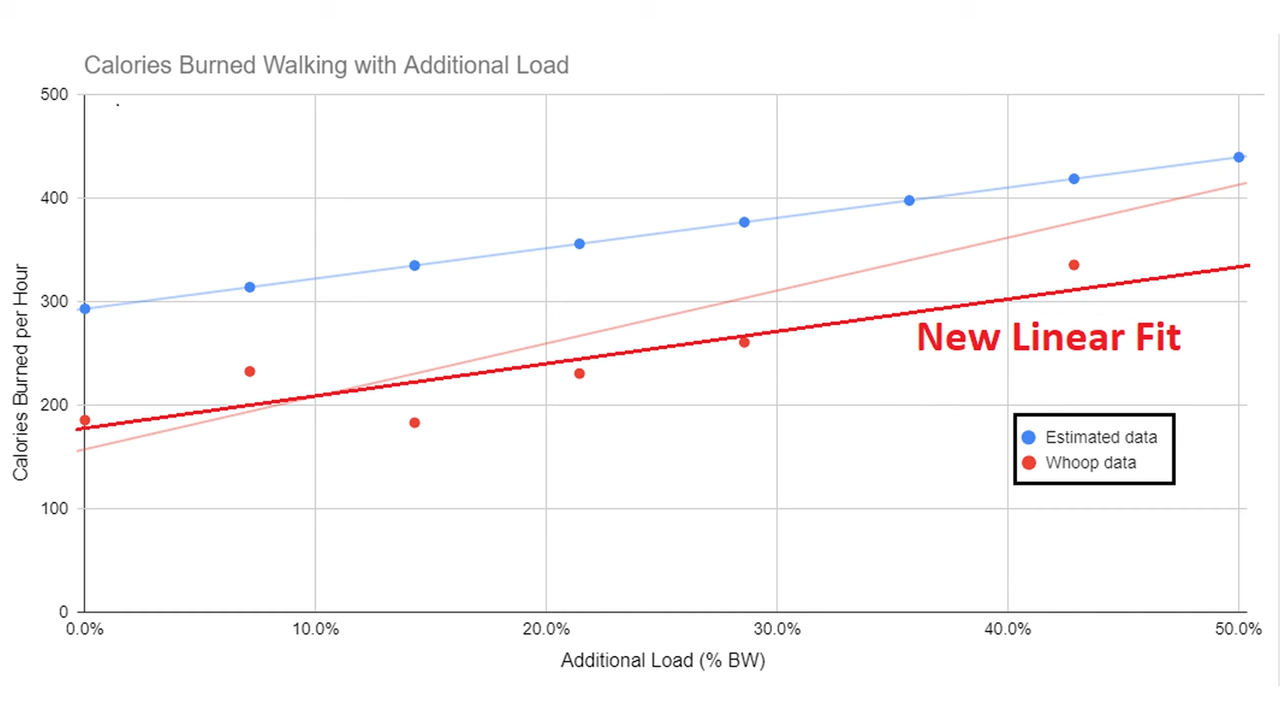 Calories Burned Walking with Additional Load
500
400
300
200
100
0
Calories Burned per Hour
New Linear Fit
Estimated data
Whoop data
0.0%
10.0%
20.0%
30.0%
40.0%
50.0%
Additional Load (% BW)